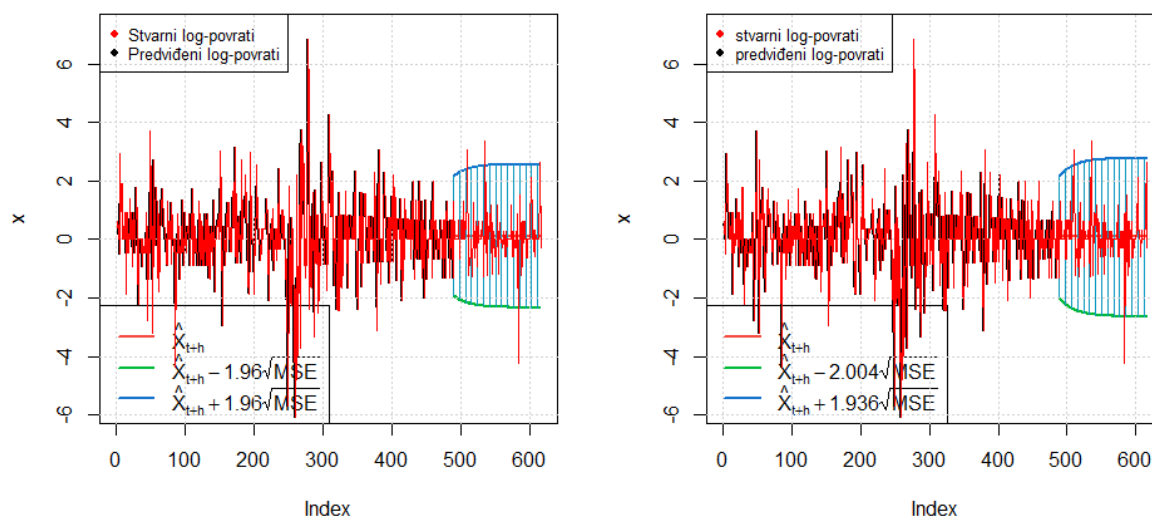 Stvarni log-povrati
Predviđeni log-povrati
6
4
2
0
-2
-4
-6
x
X̂t+h
X̂t+h − 1.96√MSE
X̂t+h + 1.96√MSE
0 100 200 300 400 500 600
Index
stvarni log-povrati
predviđeni log-povrati
6
4
2
0
-2
-4
-6
x
X̂t+h
X̂t+h − 2.004√MSE
X̂t+h + 1.936√MSE
0 100 200 300 400 500 600
Index